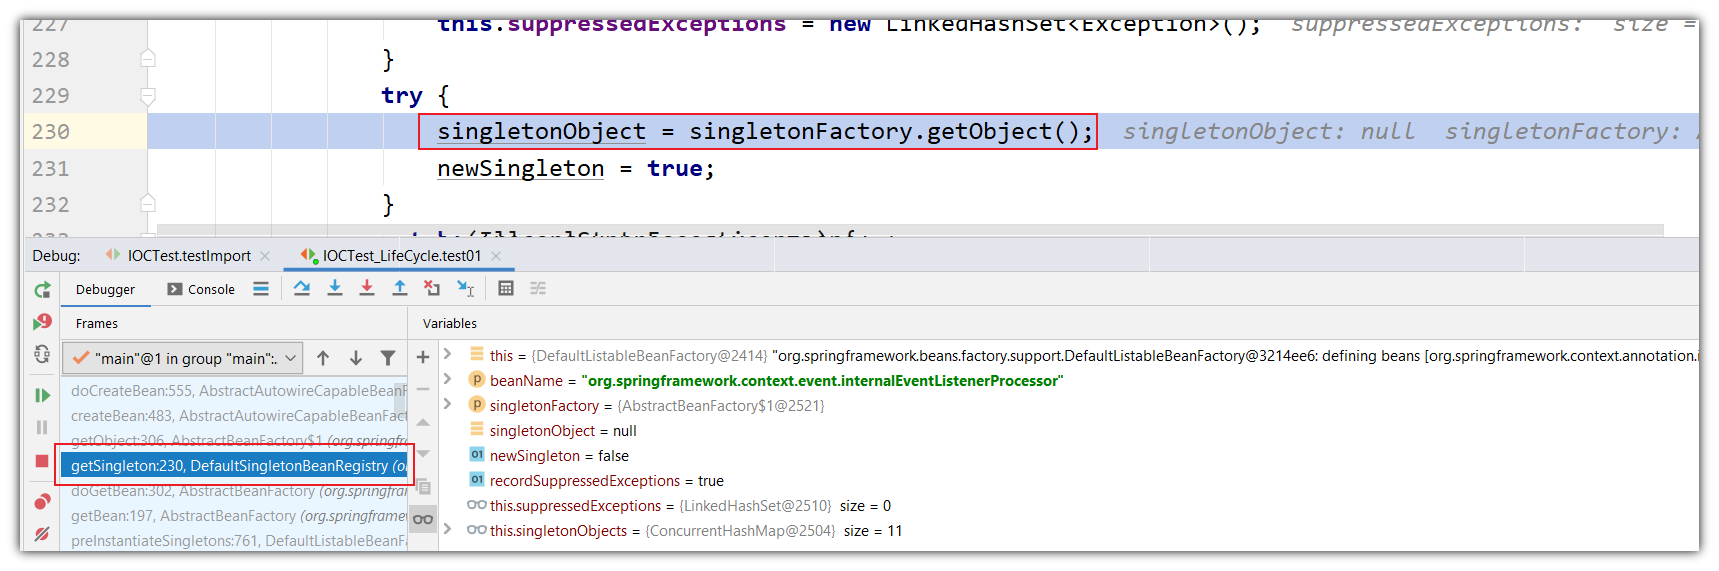 227 this.suppressedExceptions = new LinkedHashSet<Exception>(); suppressedExceptions: size =
228 }
229 try {
230 singletonObject = singletonFactory.getObject(); singletonObject: null singletonFactory:
231 newSingleton = true;
232 }
Debug: IOCTest.testImport IOCTest_LifeCycle.test01
Debugger Console
Frames Variables
"main"@1 in group "main":..
doCreateBean:555, AbstractAutowireCapableBeanF
createBean:483, AbstractAutowireCapableBeanFact
getObject:306, AbstractBeanFactory$1 (org.springfra
getSingleton:230, DefaultSingletonBeanRegistry (o
doGetBean:302, AbstractBeanFactory (org.springfram
getBean:197, AbstractBeanFactory (org.springframew
preInstantiateSingletons:761, DefaultListableBeanFa
this = {DefaultListableBeanFactory@2414} "org.springframework.beans.factory.support.DefaultListableBeanFactory@3214ee6: defining beans [org.springframework.context.annotation.i
beanName = "org.springframework.context.event.internalEventListenerProcessor"
singletonFactory = {AbstractBeanFactory$1@2521}
singletonObject = null
newSingleton = false
recordSuppressedExceptions = true
this.suppressedExceptions = {LinkedHashSet@2510} size = 0
this.singletonObjects = {ConcurrentHashMap@2504} size = 11